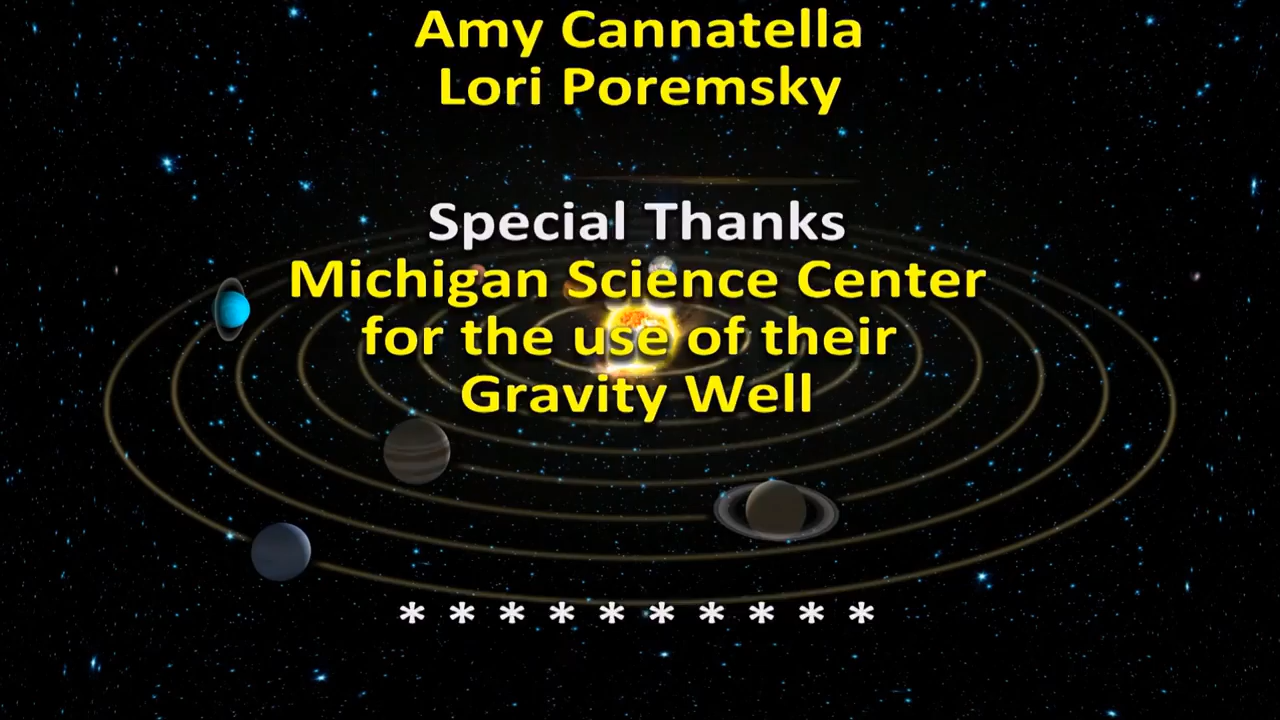 Amy Cannatella
Lori Poremsky
Special Thanks
Michigan Science Center
for the use of their
Gravity Well
* * * * * * * * * *